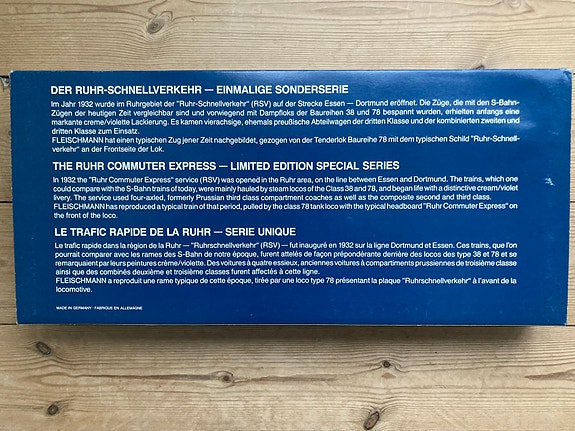 DER RUHR-SCHNELLVERKEHR — EINMALIGE SONDERSERIE
Im Jahr 1932 wurde im Ruhrgebiet der "Ruhr-Schnellverkehr" (RSV) auf der Strecke Essen — Dortmund eröffnet. Die Züge, die mit den S-Bahn-
Zügen der heutigen Zeit vergleichbar sind und vorwiegend mit Dampfloks der Baureihen 38 und 78 bespannt wurden, erhielten anfangs eine
markante creme/violette Lackierung. Es kamen vierachsige, ehemals preußische Abteilwagen der dritten Klasse und der kombinierten zweiten und
dritten Klasse zum Einsatz.
FLEISCHMANN hat einen typischen Zug jener Zeit nachgebildet, gezogen von der Tenderlok Baureihe 78 mit dem typischen Schild "Ruhr-Schnell-
verkehr" an der Frontseite der Lok.
THE RUHR COMMUTER EXPRESS — LIMITED EDITION SPECIAL SERIES
In 1932 the "Ruhr Commuter Express" service (RSV) was opened in the Ruhr area, on the line between Essen and Dortmund. The trains, which one
could compare with the S-Bahn trains of today, were mainly hauled by steam locos of the Class 38 and 78, and began life with a distinctive cream/violet
livery. The service used four-axled, formerly Prussian third class compartment coaches as well as the composite second and third class.
FLEISCHMANN has reproduced a typical train of that period, pulled by the class 78 tank loco with the typical headboard "Ruhr Commuter Express" on
the front of the loco.
LE TRAFIC RAPIDE DE LA RUHR — SERIE UNIQUE
Le trafic rapide dans la région de la Ruhr — "Ruhrschnellverkehr" (RSV) — fut inauguré en 1932 sur la ligne Dortmund et Essen. Ces trains, que l'on
pourrait comparer avec les rames des S-Bahn de notre époque, furent attelés de façon prépondérante derrière des locos des type 38 et 78 et se
remarquaient par leurs peintures crème/violette. Des voitures à quatre essieux, anciennes voitures à compartiments prussiennes de troisième classe
ainsi que des combinés deuxième et troisième classe furent affectés à cette ligne.
FLEISCHMANN a reproduit une rame typique de cette époque, tirée par une loco type 78 présentant la plaque "Ruhrschnellverkehr" à l'avant de la
locomotive.
MADE IN GERMANY · FABRIQUE EN ALLEMAGNE